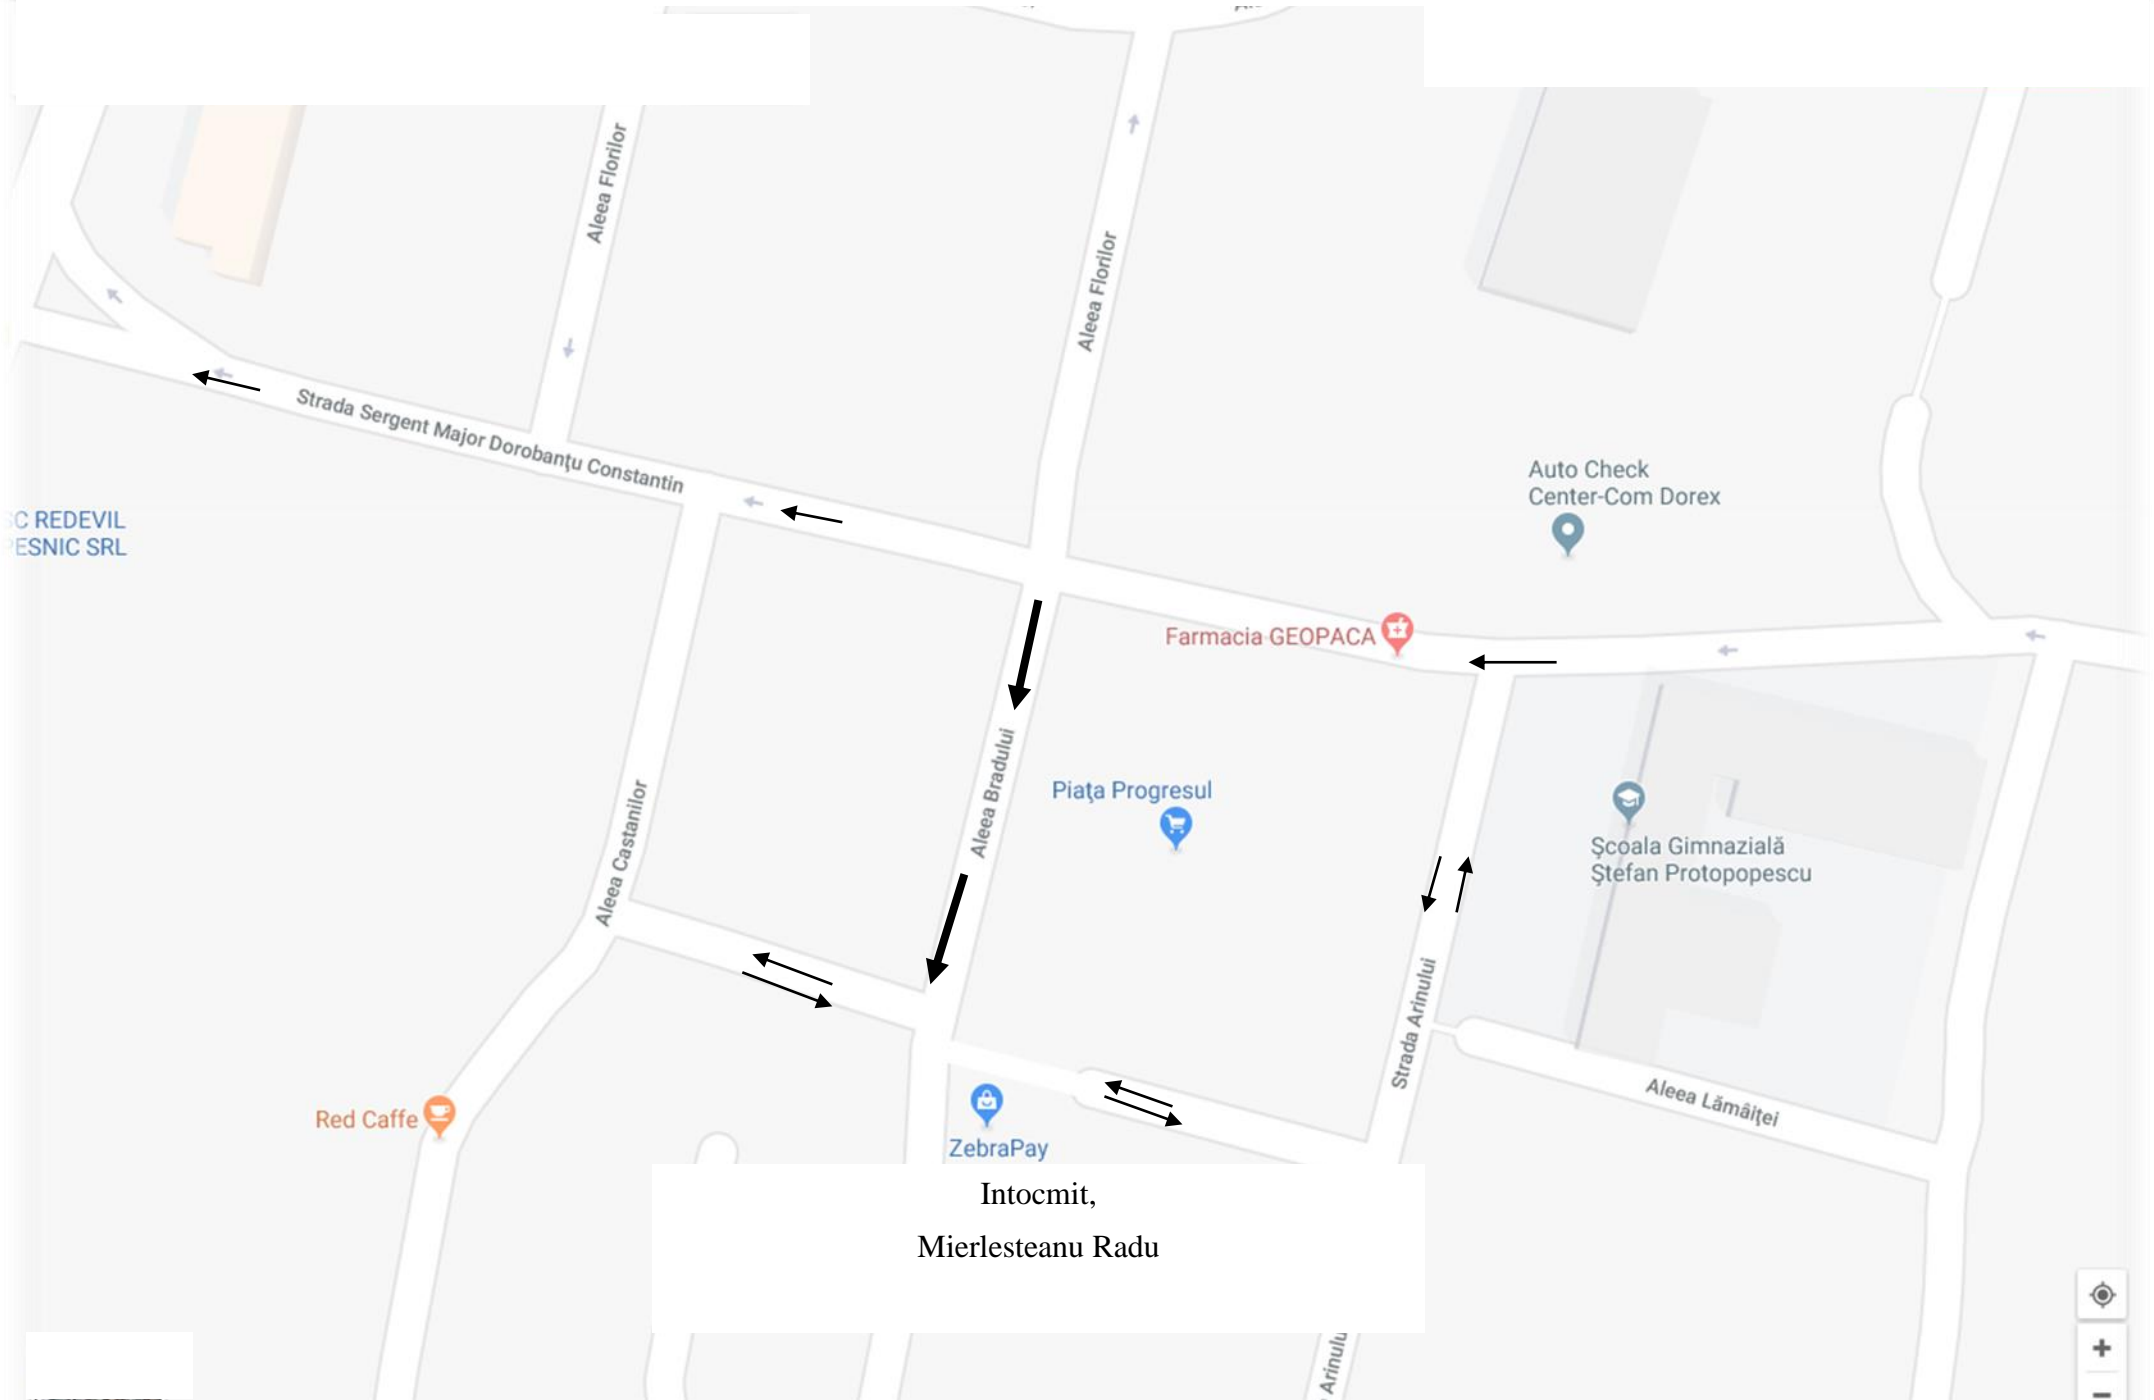 Aleea Florilor
Aleea Florilor
Strada Sergent Major Dorobanțu Constantin
Auto Check
Center-Com Dorex
SC REDEVIL
PESNIC SRL
Farmacia GEOPACA
Aleea Bradului
Piața Progresul
Aleea Castanilor
Școala Gimnazială
Ștefan Protopopescu
Strada Arinului
Aleea Lămâiței
Red Caffe
ZebraPay
Intocmit,
Mierlesteanu Radu
Arinulu